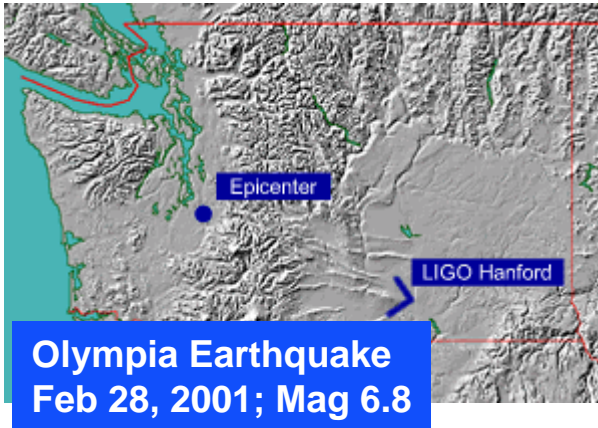 Epicenter
LIGO Hanford
Olympia Earthquake
Feb 28, 2001; Mag 6.8